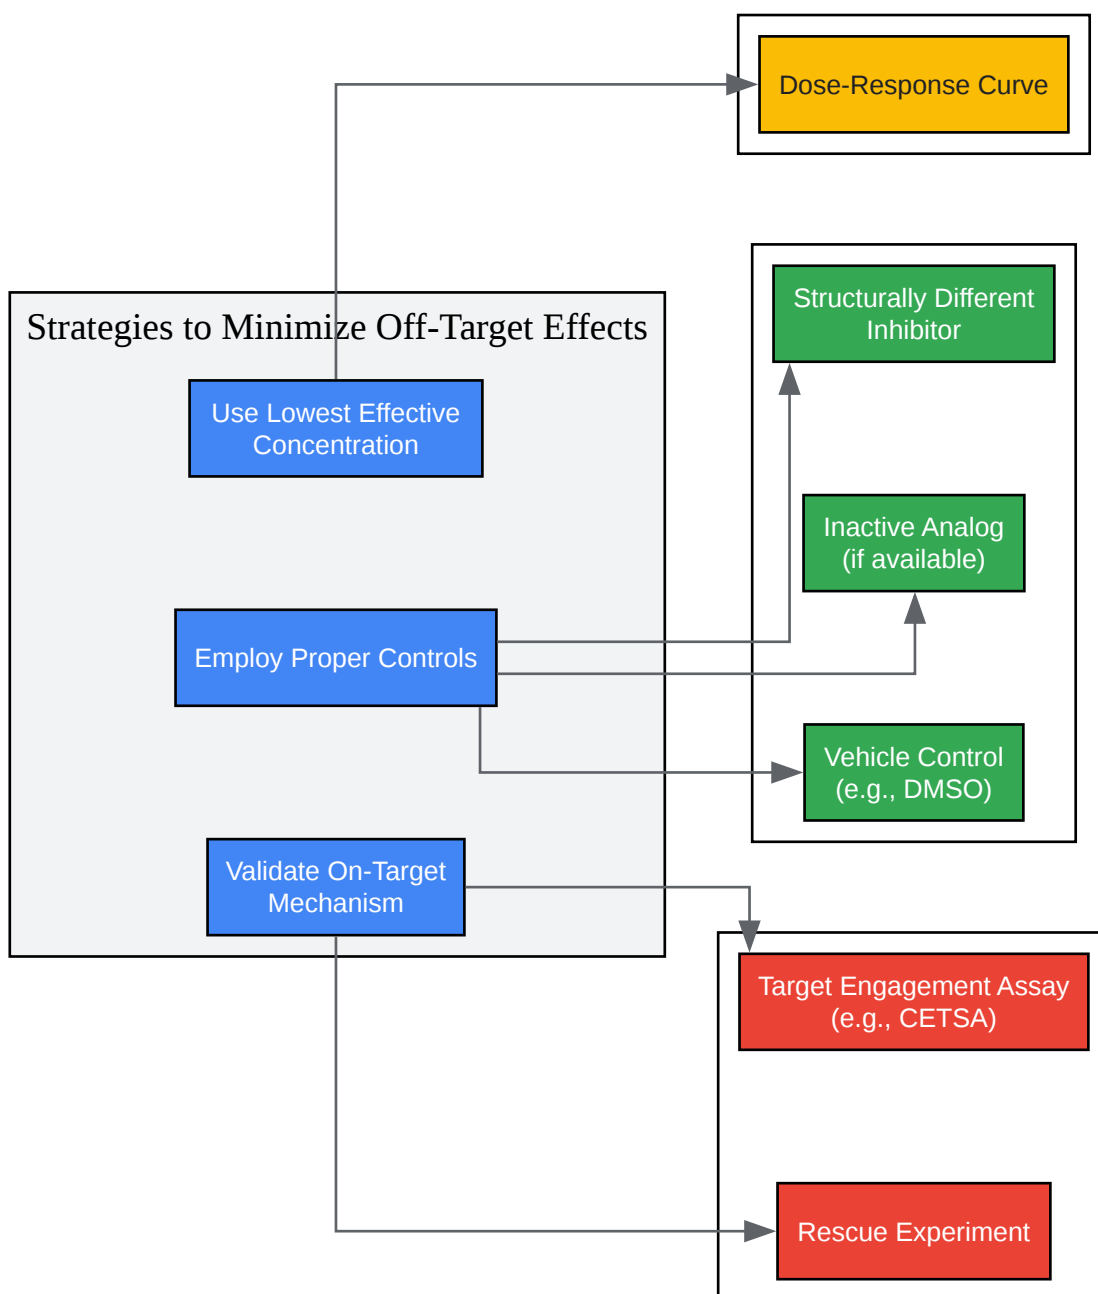 Dose-Response Curve
Structurally Different
Inhibitor
Strategies to Minimize Off-Target Effects
Use Lowest Effective
Concentration
Inactive Analog
(if available)
Employ Proper Controls
Vehicle Control
(e.g., DMSO)
Validate On-Target
Mechanism
Target Engagement Assay
(e.g., CETSA)
Rescue Experiment